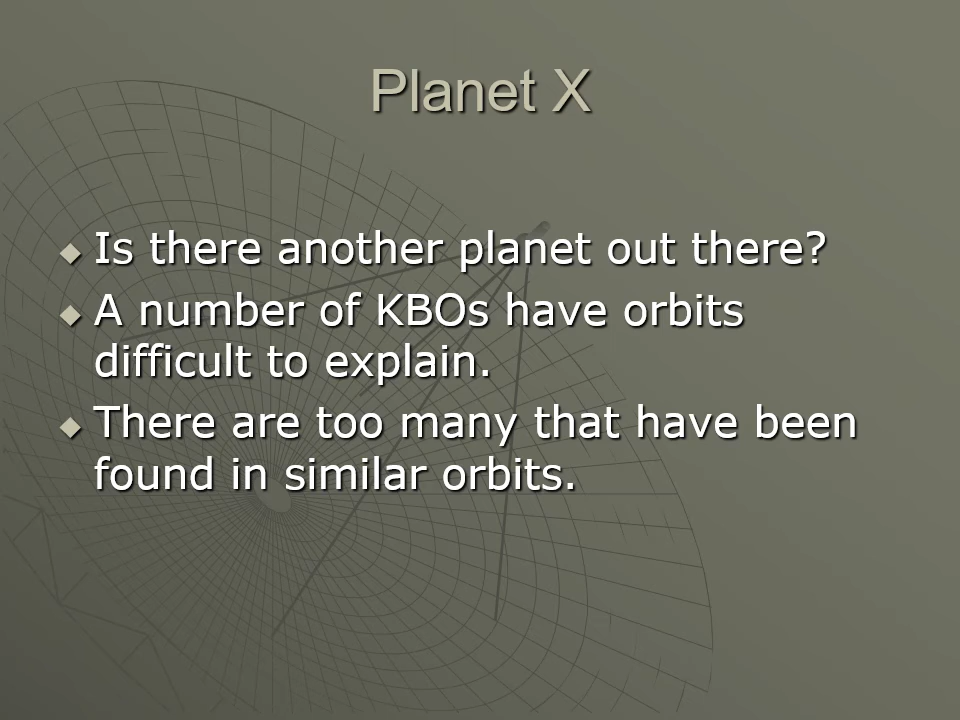 Planet X
Is there another planet out there?
A number of KBOs have orbits
difficult to explain.
There are too many that have been
found in similar orbits.